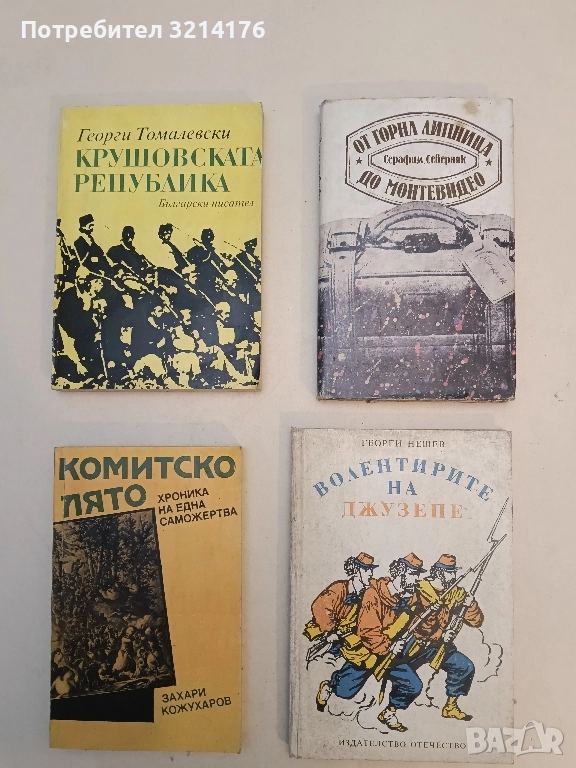 Потребител 3214176
Георги Томалевски
КРУШОВСКАТА
РЕПУБЛИКА
Български писател
ОТ ГОРНА ЛИПНИЦА
Серафим Северняк
ДО МОНТЕВИДЕО
КОМИТСКО
ЛЯТО
ХРОНИКА
НА ЕДНА
САМОЖЕРТВА
ЗАХАРИ
КОЖУХАРОВ
ГЕОРГИ НЕШЕВ
ВОЛЕНТИРИТЕ
НА
ДЖУЗЕПЕ
ИЗДАТЕЛСТВО ОТЕЧЕСТВО
BAZAR